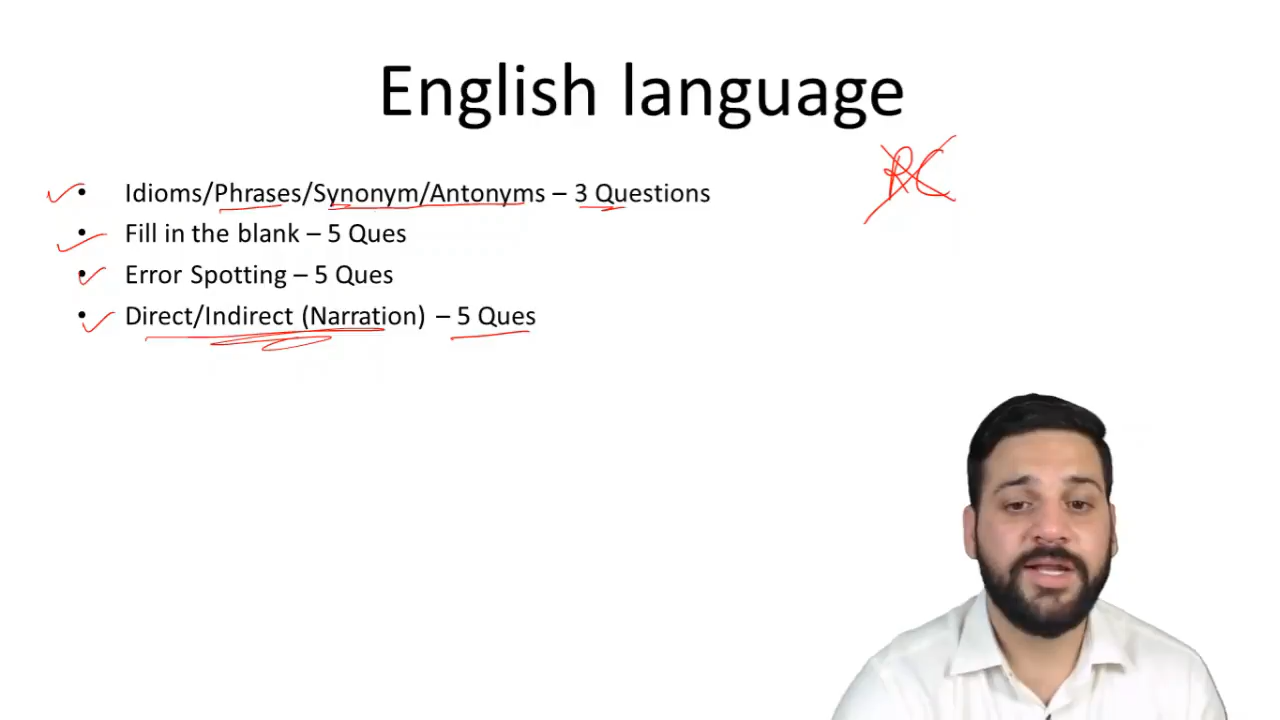 English language
RC
• Idioms/Phrases/Synonym/Antonyms – 3 Questions
• Fill in the blank – 5 Ques
• Error Spotting – 5 Ques
• Direct/Indirect (Narration) – 5 Ques